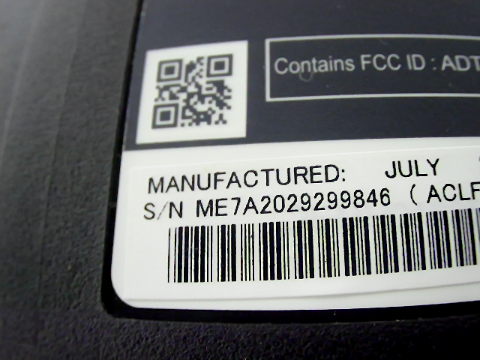 Contains FCC ID : ADT
MANUFACTURED: JULY
S/N ME7A2029299846 ( ACLF